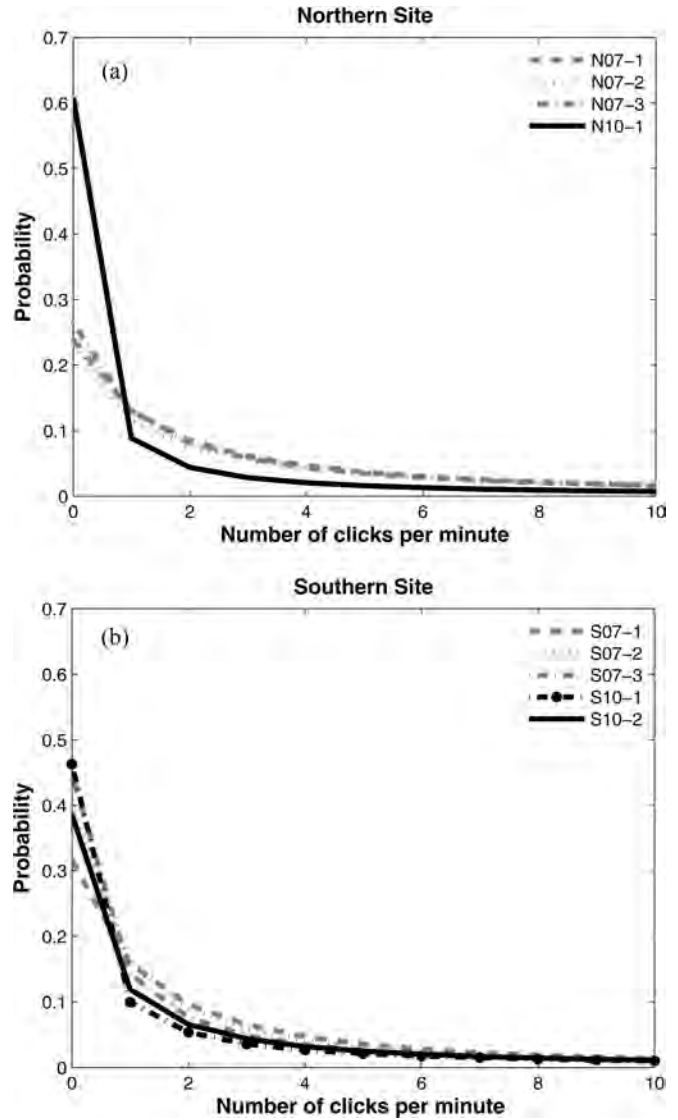 Northern Site
(a)
N07-1
N07-2
N07-3
N10-1
0.7
0.6
0.5
0.4
0.3
0.2
0.1
0
Probability
0 2 4 6 8 10
Number of clicks per minute
Southern Site
(b)
S07-1
S07-2
S07-3
S10-1
S10-2
0.7
0.6
0.5
0.4
0.3
0.2
0.1
0
Probability
0 2 4 6 8 10
Number of clicks per minute